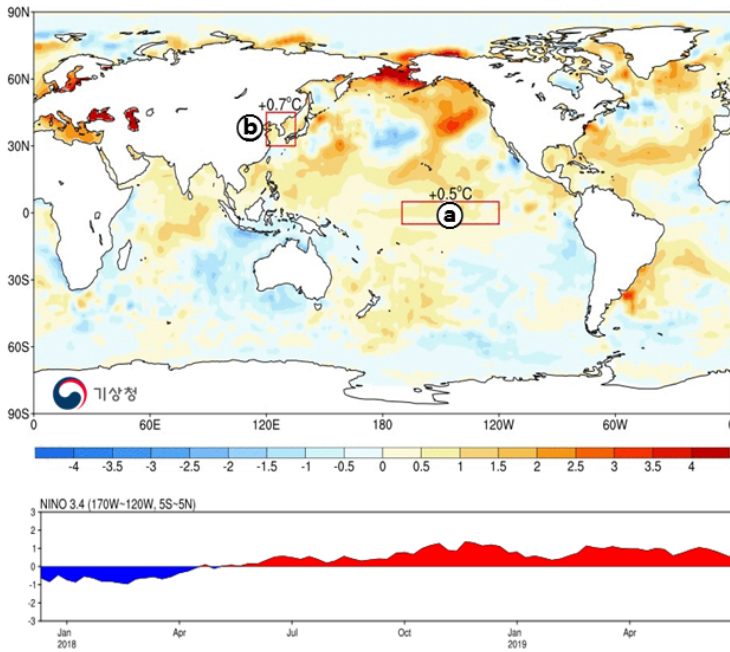 90N
60N
+0.7°C
ⓑ
30N
+0.5°C
0
ⓐ
30S
60S
기상청
90S
0 60E 120E 180 120W 60W 0
-4 -3.5 -3 -2.5 -2 -1.5 -1 -0.5 0 0.5 1 1.5 2 2.5 3 3.5 4
NINO 3.4 (170W~120W, 5S~5N)
3
2
1
0
-1
-2
-3
Jan Apr Jul Oct Jan Apr
2018 2019